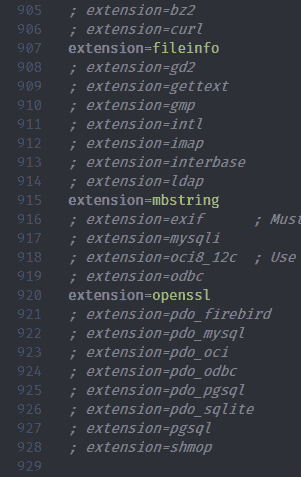 905 ; extension=bz2
906 ; extension=curl
907 extension=fileinfo
908 ; extension=gd2
909 ; extension=gettext
910 ; extension=gmp
911 ; extension=intl
912 ; extension=imap
913 ; extension=interbase
914 ; extension=ldap
915 extension=mbstring
916 ; extension=exif ; Must
917 ; extension=mysqli
918 ; extension=oci8_12c ; Use
919 ; extension=odbc
920 extension=openssl
921 ; extension=pdo_firebird
922 ; extension=pdo_mysql
923 ; extension=pdo_oci
924 ; extension=pdo_odbc
925 ; extension=pdo_pgsql
926 ; extension=pdo_sqlite
927 ; extension=pgsql
928 ; extension=shmop
929